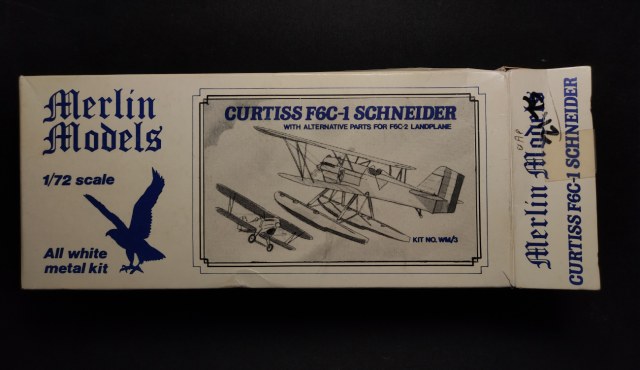 Merlin
Models
1/72 scale
All white
metal kit
CURTISS F6C-1 SCHNEIDER
WITH ALTERNATIVE PARTS FOR F6C-2 LANDPLANE
KIT NO. WM/3
Merlin Models
CURTISS F6C-1 SCHNEIDER